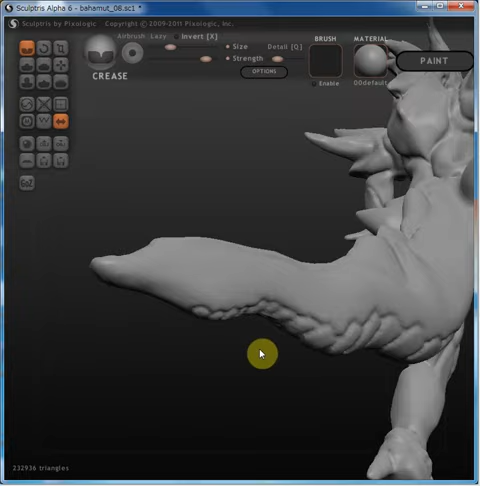 Sculptris Alpha 6 - bahamut_06.sc1 *
Sculptris by Pixologic Copyright © 2009-2011 Pixologic, Inc.
Airbrush Lazy Invert [X]
Size Detail [Q]
Strength
OPTIONS
CREASE
BRUSH
Enable
MATERIAL
00default
PAINT
GoZ
232936 triangles